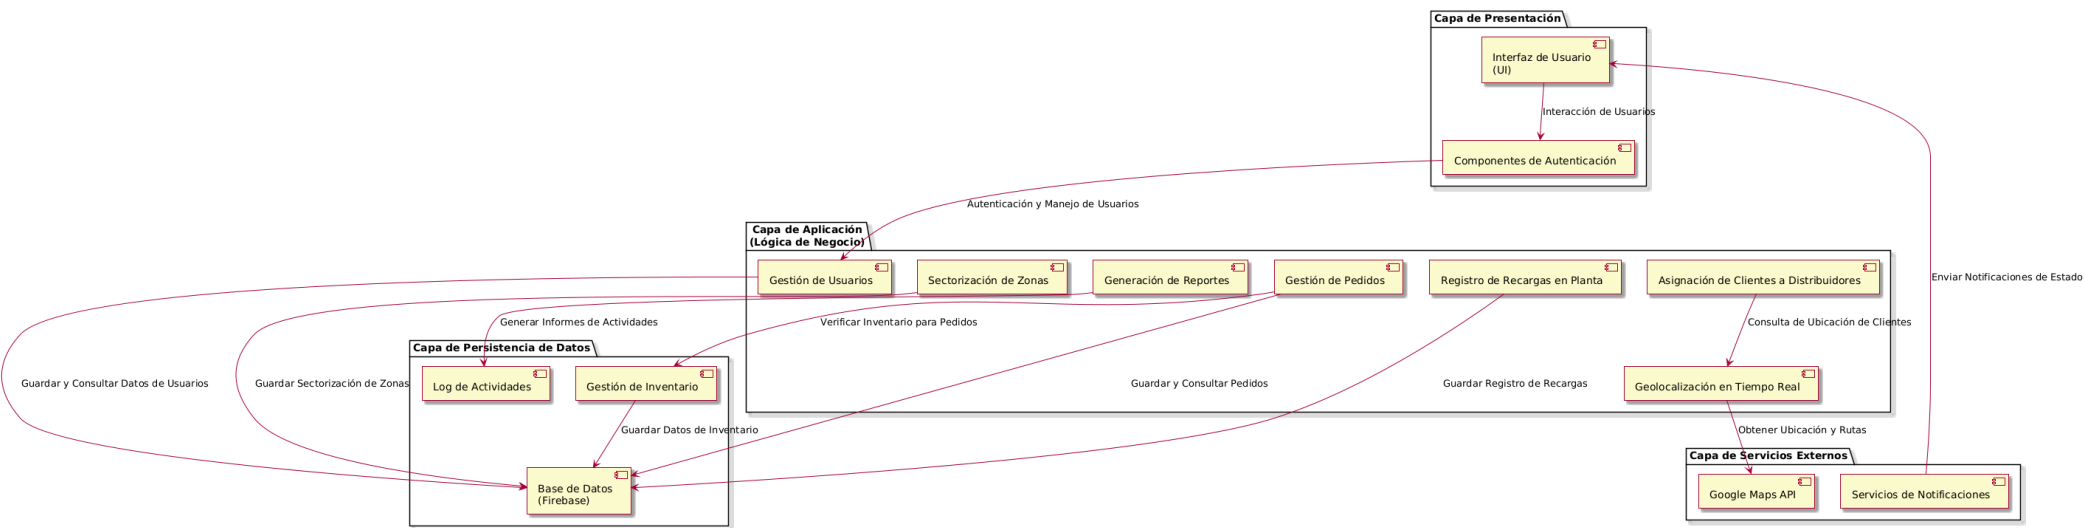 Capa de Presentación
Interfaz de Usuario
(UI)
Interacción de Usuarios
Componentes de Autenticación
Autenticación y Manejo de Usuarios
Capa de Aplicación
(Lógica de Negocio)
Gestión de Usuarios
Sectorización de Zonas
Generación de Reportes
Gestión de Pedidos
Registro de Recargas en Planta
Asignación de Clientes a Distribuidores
Enviar Notificaciones de Estado
Generar Informes de Actividades
Verificar Inventario para Pedidos
Consulta de Ubicación de Clientes
Capa de Persistencia de Datos
Guardar y Consultar Datos de Usuarios
Guardar Sectorización de Zonas
Log de Actividades
Gestión de Inventario
Guardar y Consultar Pedidos
Guardar Registro de Recargas
Geolocalización en Tiempo Real
Guardar Datos de Inventario
Obtener Ubicación y Rutas
Capa de Servicios Externos
Base de Datos
(Firebase)
Google Maps API
Servicios de Notificaciones